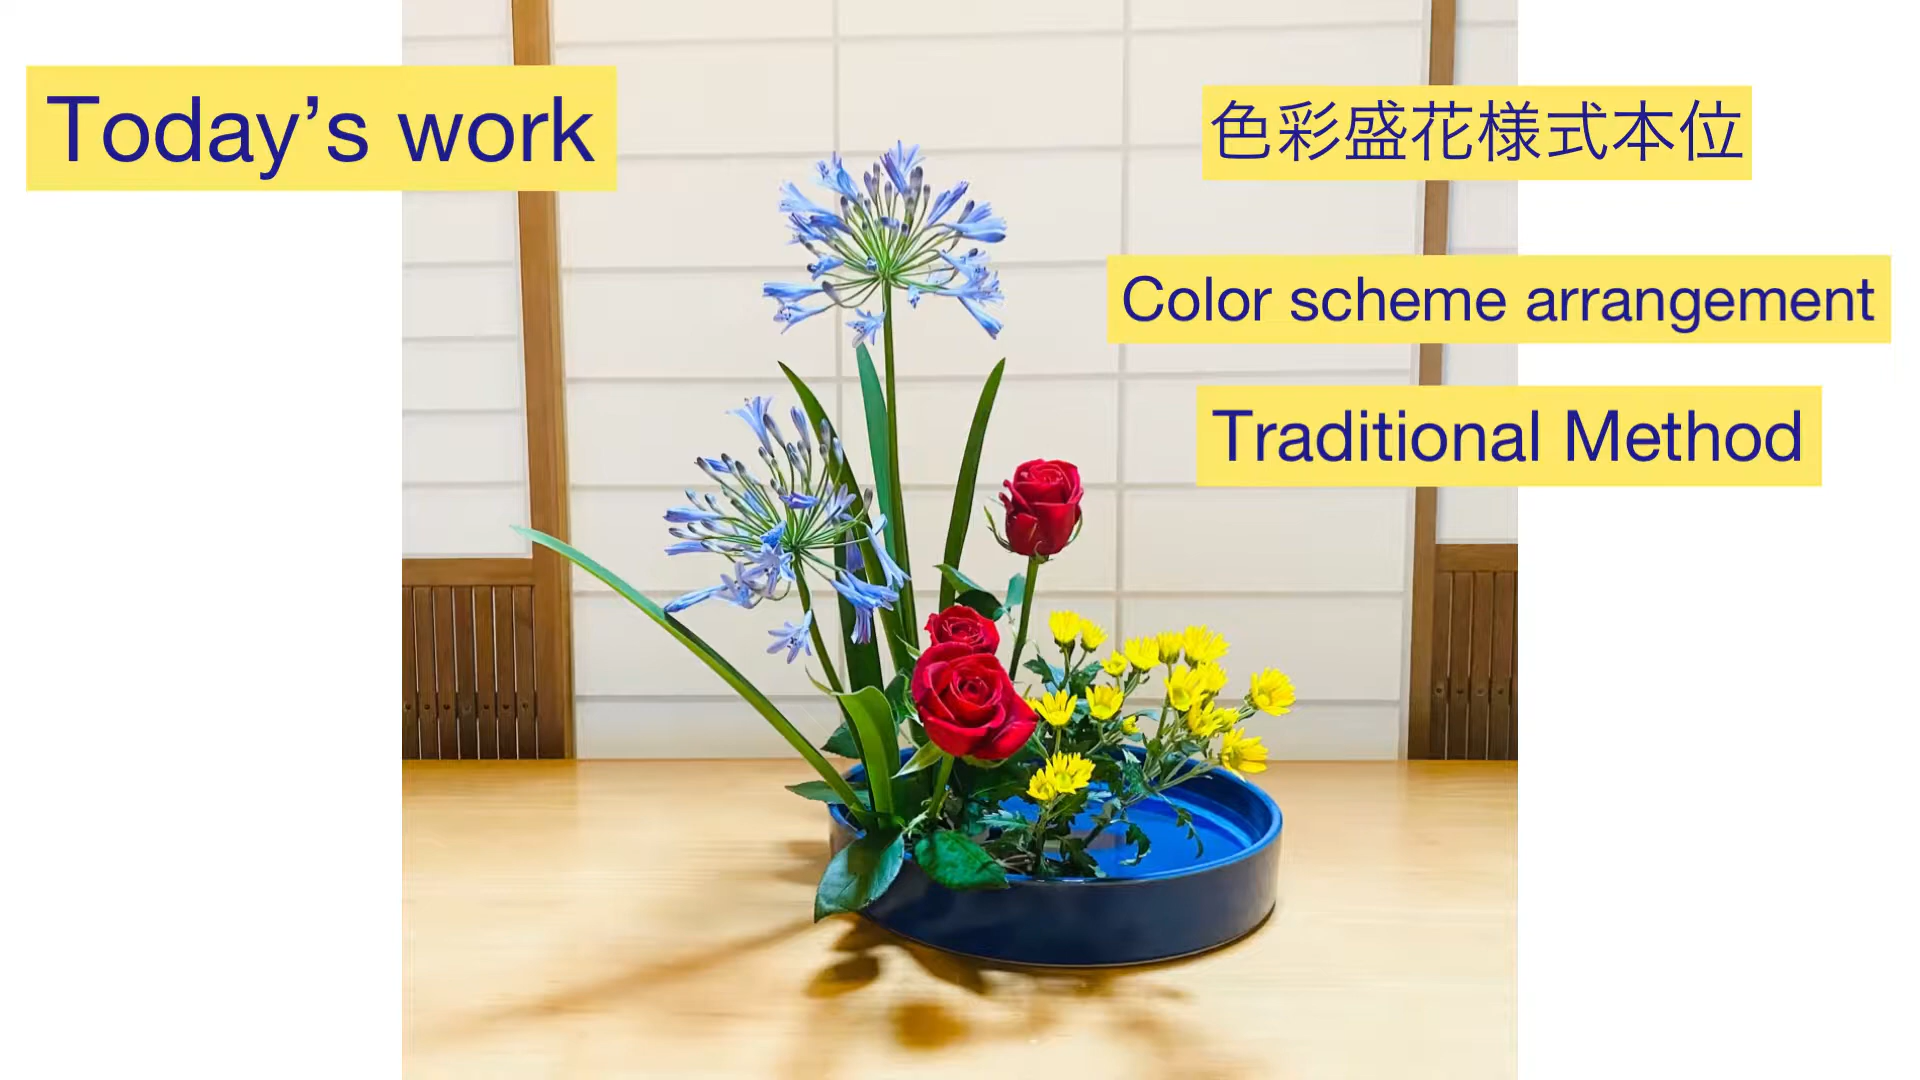 Today’s work
色彩盛花様式本位
Color scheme arrangement
Traditional Method